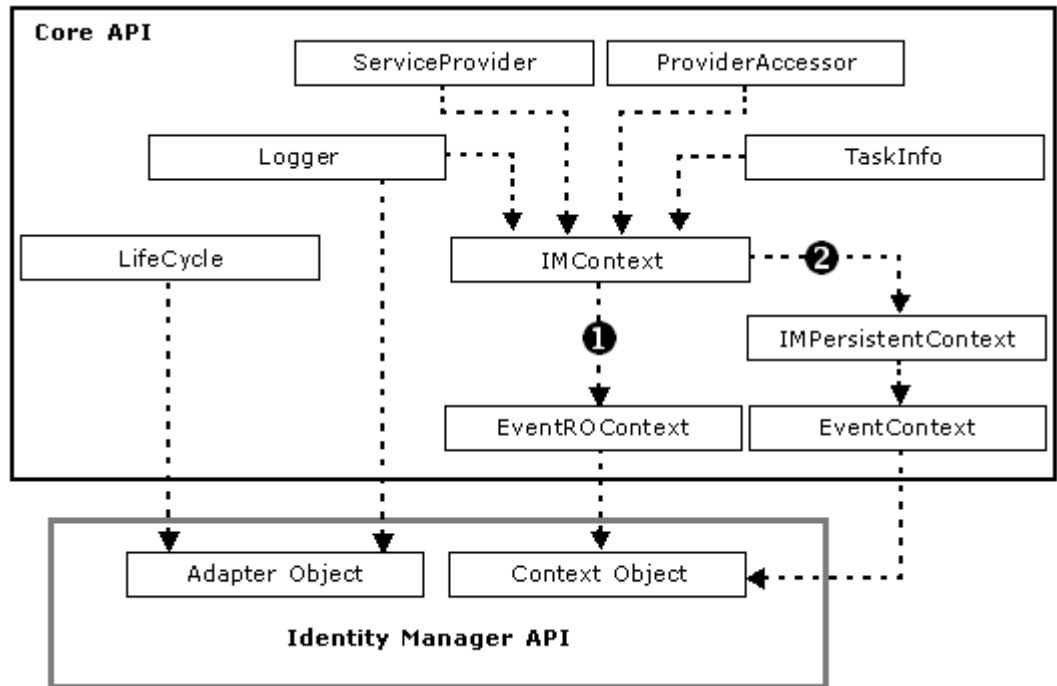 Core API
ServiceProvider
ProviderAccessor
Logger
TaskInfo
LifeCycle
IMContext
2
1
IMPersistentContext
EventROContext
EventContext
Adapter Object
Context Object
Identity Manager API